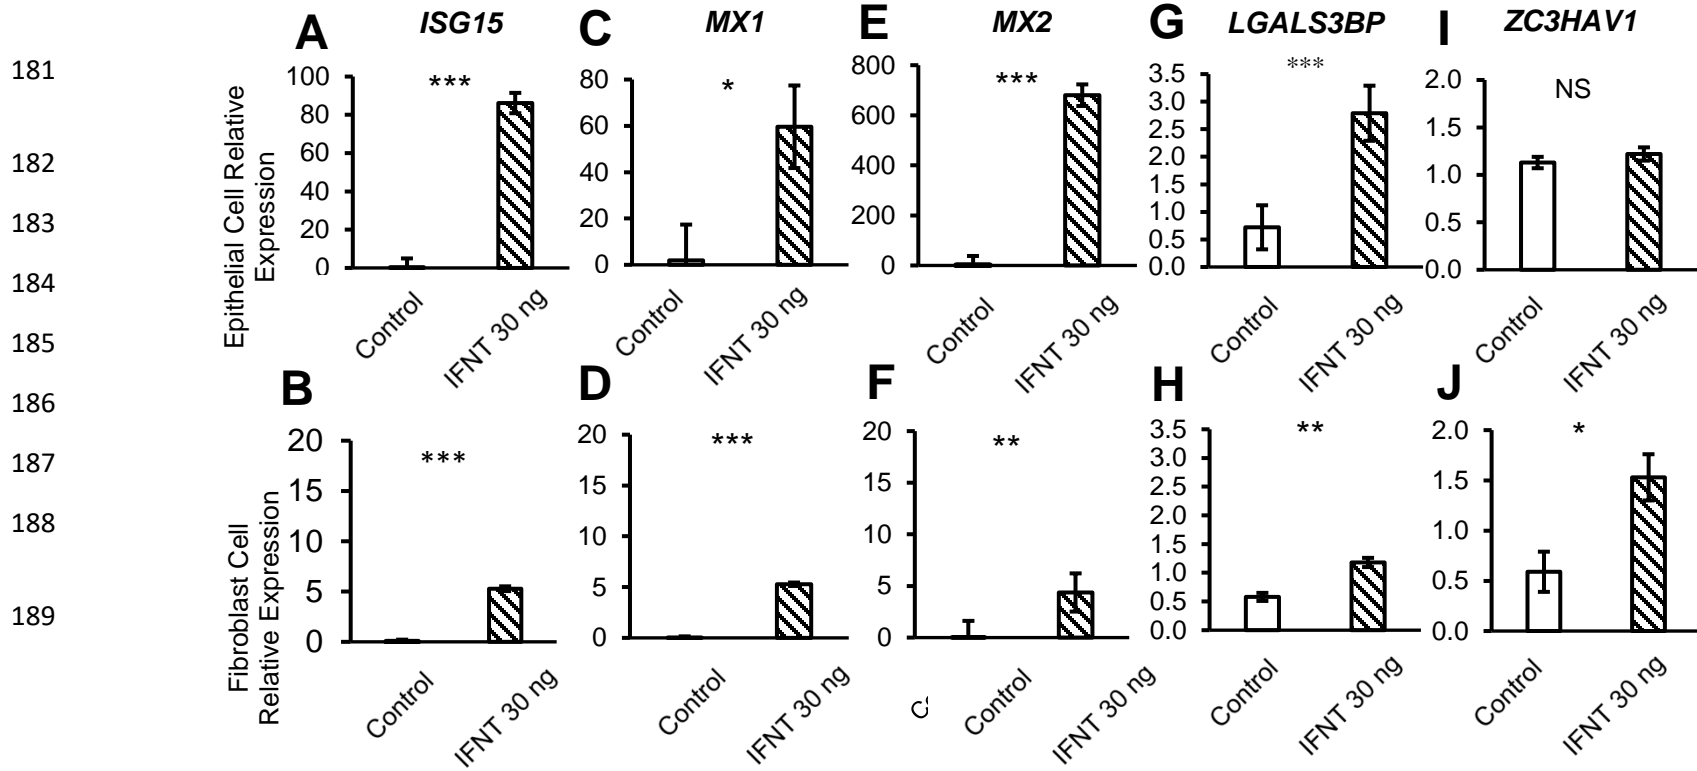 A ISG15 C MX1 E MX2 G LGALS3BP I ZC3HAV1
181
182
183
184
185
186
187
188
189
Epithelial Cell Relative
Expression
100
80
60
40
20
0
***
Control
IFNT 30 ng
80
60
40
20
0
*
Control
IFNT 30 ng
800
600
400
200
0
***
Control
IFNT 30 ng
3.5
3.0
2.5
2.0
1.5
1.0
0.5
0.0
***
Control
IFNT 30 ng
2.0
1.5
1.0
0.5
0.0
NS
Control
IFNT 30 ng
B D F H J
Fibroblast Cell
Relative Expression
20
15
10
5
0
***
Control
IFNT 30 ng
20
15
10
5
0
***
Control
IFNT 30 ng
20
15
10
5
0
**
Control
IFNT 30 ng
3.5
3.0
2.5
2.0
1.5
1.0
0.5
0.0
**
Control
IFNT 30 ng
2.0
1.5
1.0
0.5
0.0
*
Control
IFNT 30 ng